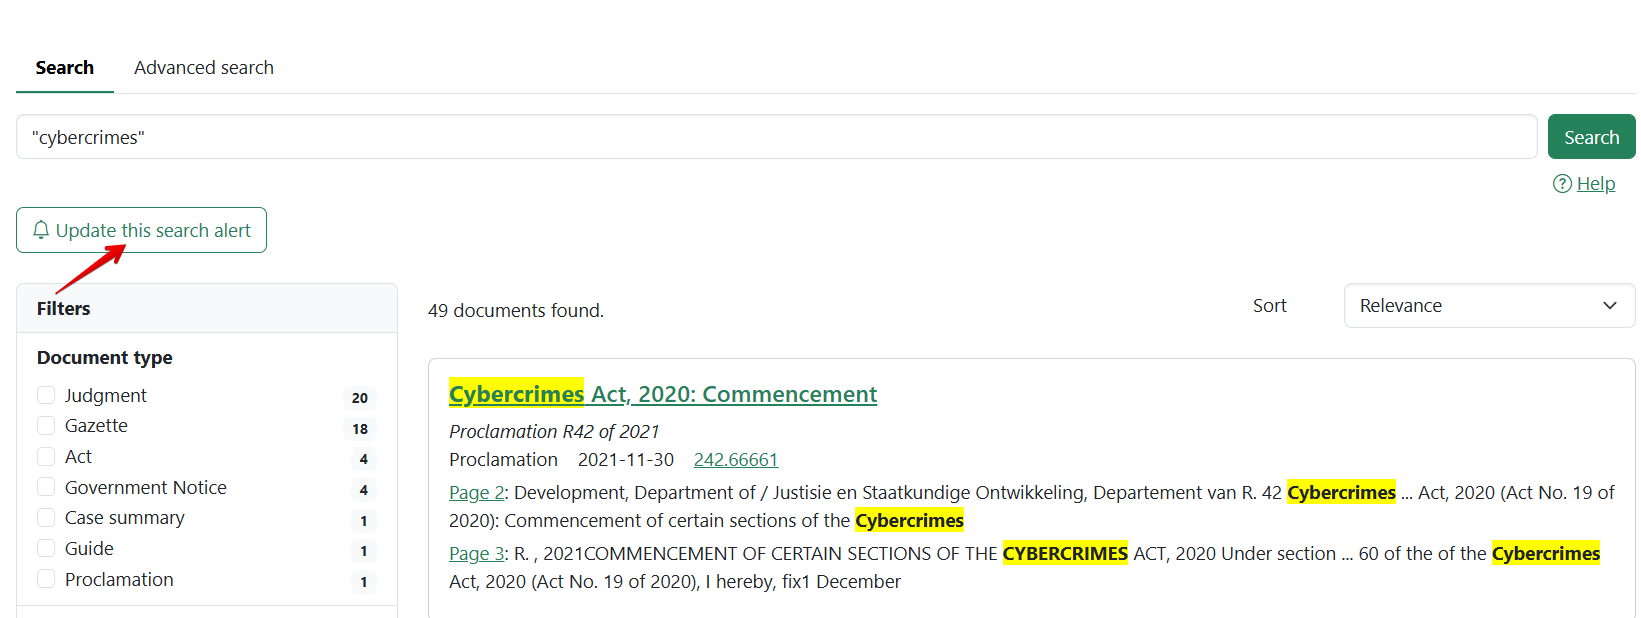 Search Advanced search
"cybercrimes" Search
Help
Update this search alert
Filters
49 documents found. Sort Relevance
Document type
Judgment 20
Gazette 18
Act 4
Government Notice 4
Case summary 1
Guide 1
Proclamation 1
Cybercrimes Act, 2020: Commencement
Proclamation R42 of 2021
Proclamation 2021-11-30 242.66661
Page 2: Development, Department of / Justisie en Staatkundige Ontwikkeling, Departement van R. 42 Cybercrimes ... Act, 2020 (Act No. 19 of
2020): Commencement of certain sections of the Cybercrimes
Page 3: R. , 2021COMMENCEMENT OF CERTAIN SECTIONS OF THE CYBERCRIMES ACT, 2020 Under section ... 60 of the of the Cybercrimes
Act, 2020 (Act No. 19 of 2020), I hereby, fix1 December